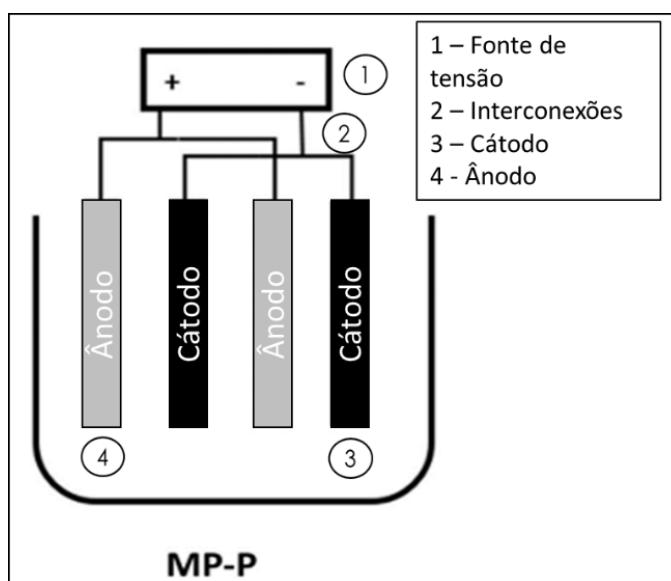 + -
1
2
1 – Fonte de
tensão
2 – Interconexões
3 – Cátodo
4 - Ânodo
Ânodo
Cátodo
Ânodo
Cátodo
4
3
MP-P